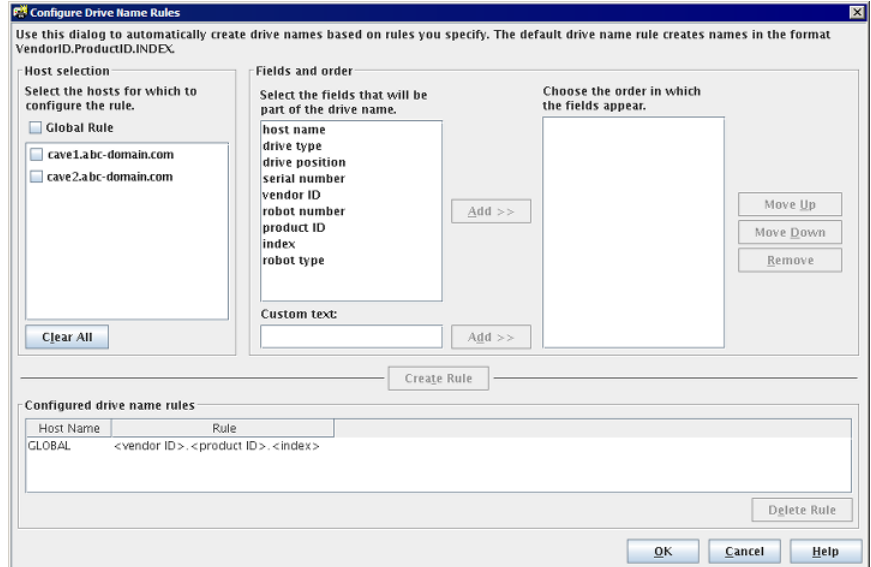 Configure Drive Name Rules
Use this dialog to automatically create drive names based on rules you specify. The default drive name rule creates names in the format
VendorID.ProductID.INDEX.
Host selection
Select the hosts for which to
configure the rule.
Global Rule
cave1.abc-domain.com
cave2.abc-domain.com
Clear All
Fields and order
Select the fields that will be
part of the drive name.
host name
drive type
drive position
serial number
vendor ID
robot number
product ID
index
robot type
Add >>
Custom text:
Add >>
Choose the order in which
the fields appear.
Move Up
Move Down
Remove
Create Rule
Configured drive name rules
Host Name Rule
GLOBAL <vendor ID>.<product ID>.<index>
Delete Rule
OK Cancel Help